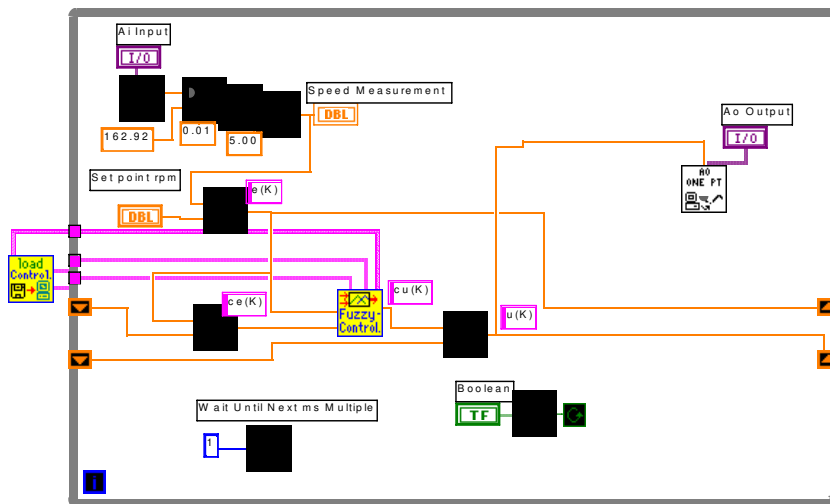 Ai Input
I/O
Speed Measurement
DBL
162.92
0.01
5.00
Ao Output
I/O
AO
ONE PT
Set point rpm
e(K)
DBL
load
Control.
ce(K)
Fuzzy-
Control.
cu(K)
u(K)
Boolean
TF
Wait Until Next ms Multiple
1
i